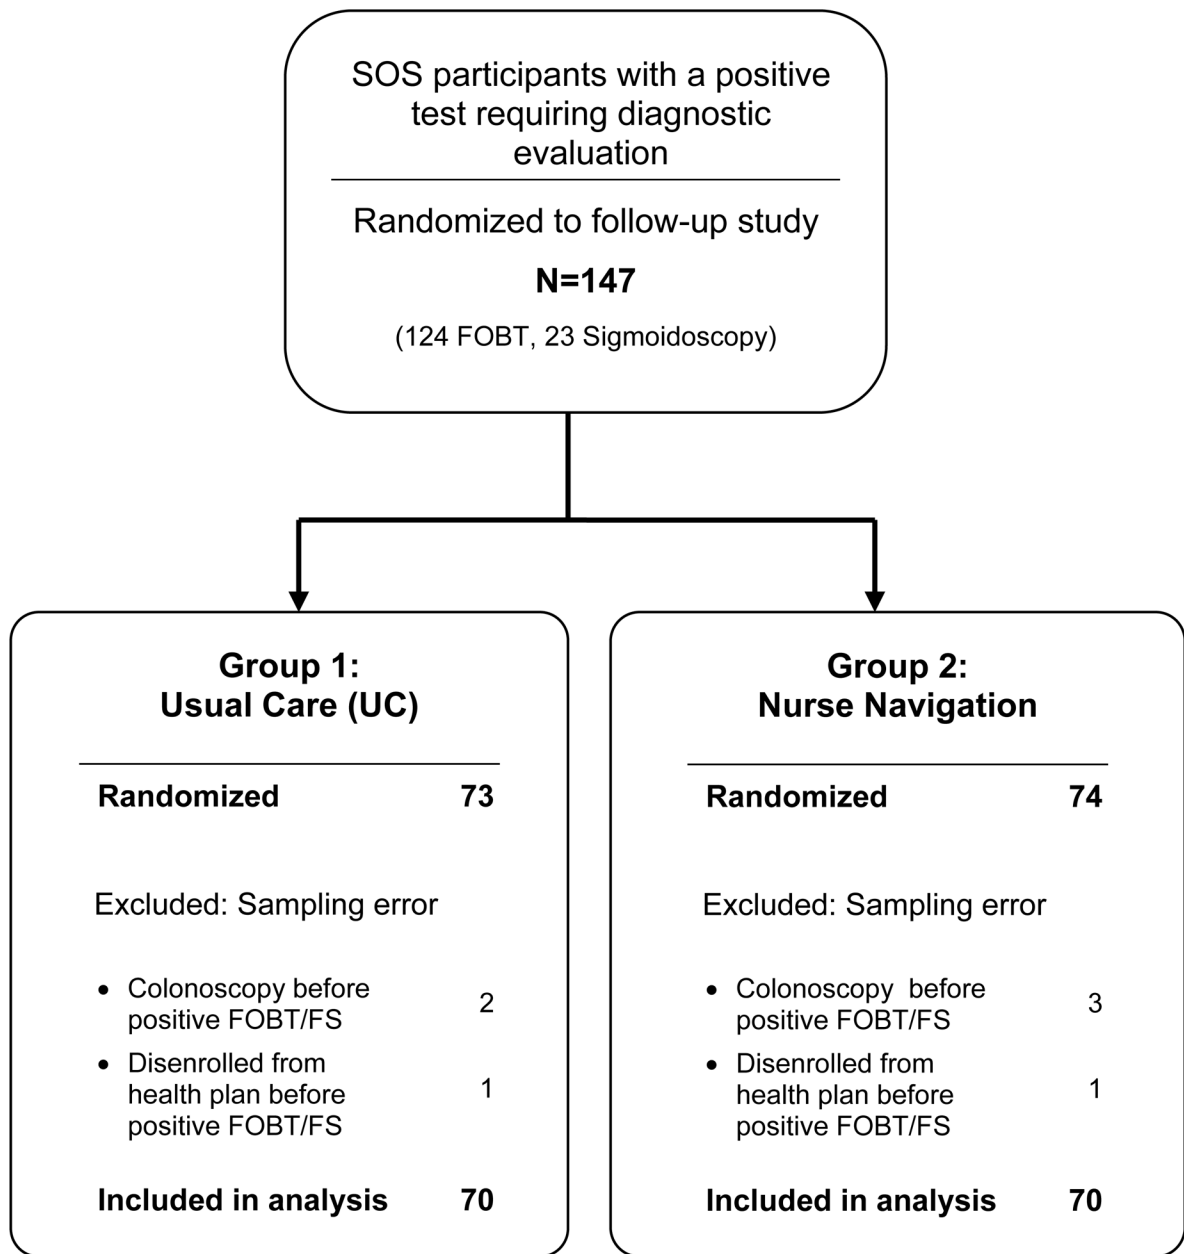 SOS participants with a positive
test requiring diagnostic
evaluation
Randomized to follow-up study
N=147
(124 FOBT, 23 Sigmoidoscopy)
Group 1:
Usual Care (UC)
Randomized 73
Excluded: Sampling error
• Colonoscopy before
positive FOBT/FS 2
• Disenrolled from
health plan before 1
positive FOBT/FS
Included in analysis 70
Group 2:
Nurse Navigation
Randomized 74
Excluded: Sampling error
• Colonoscopy before
positive FOBT/FS 3
• Disenrolled from
health plan before 1
positive FOBT/FS
Included in analysis 70